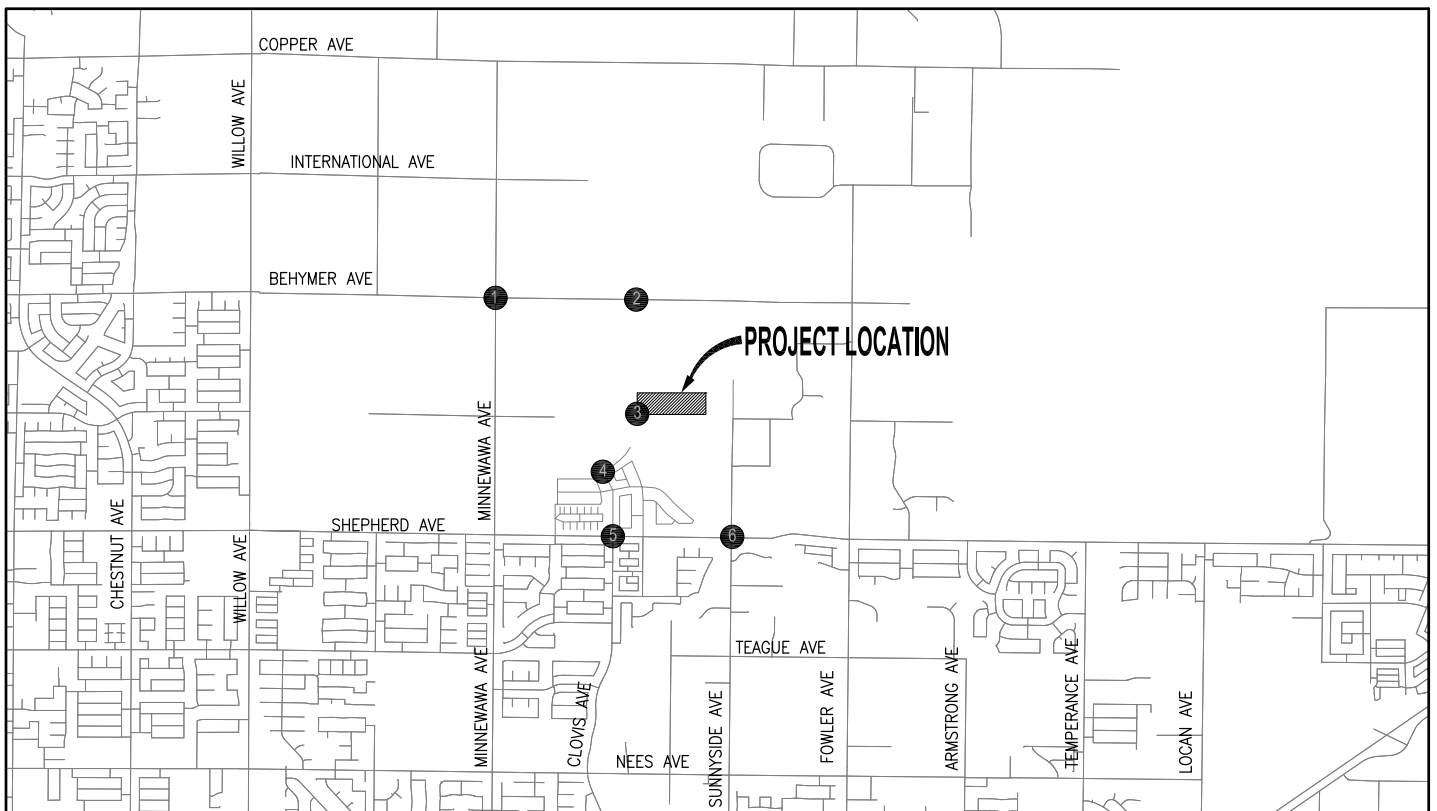 COPPER AVE
WILLOW AVE
INTERNATIONAL AVE
BEHYMER AVE
1
2
PROJECT LOCATION
3
MINNEWAWA AVE
4
CHESTNUT AVE
SHEPHERD AVE
5
6
WILLOW AVE
MINNEWAWA AVE
CLOVIS AVE
TEAGUE AVE
SUNNYSIDE AVE
FOWLER AVE
ARMSTRONG AVE
TEMPERANCE AVE
LOCAN AVE
NEES AVE